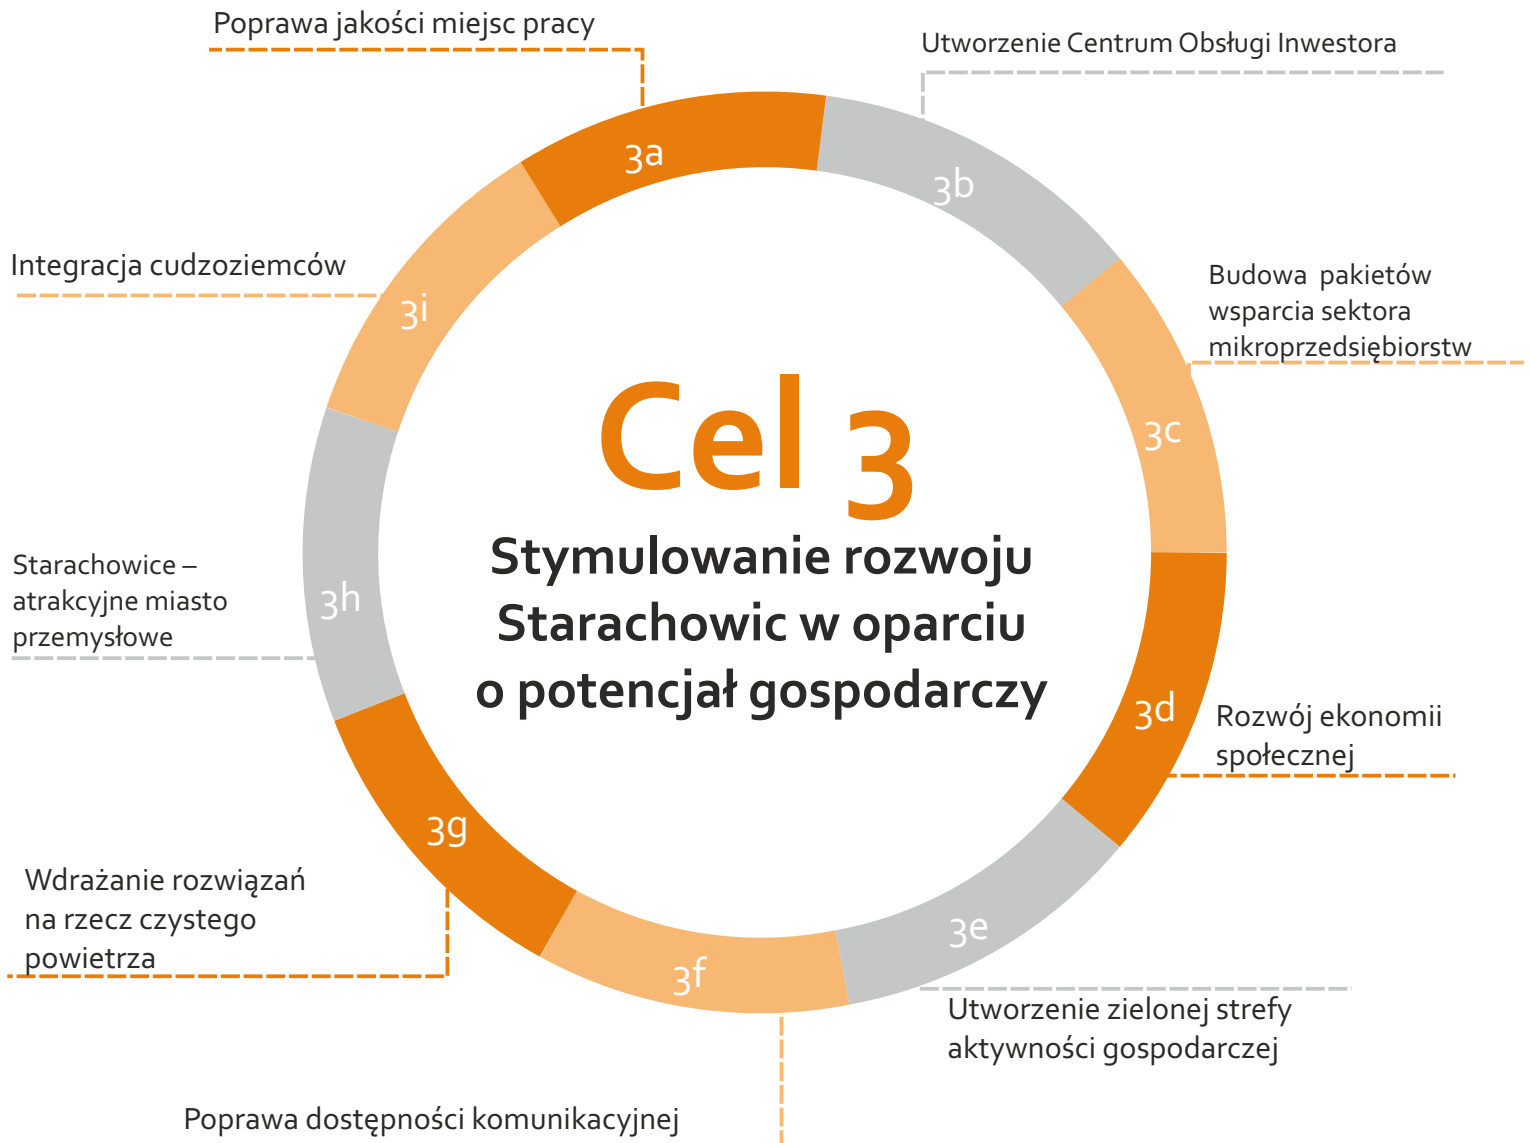 Poprawa jakości miejsc pracy
Utworzenie Centrum Obsługi Inwestora
3a
3b
Integracja cudzoziemców
3i
Budowa pakietów
wsparcia sektora
mikroprzedsiębiorstw
3c
Cel 3
Stymulowanie rozwoju
Starachowic w oparciu
o potencjał gospodarczy
Starachowice –
atrakcyjne miasto
przemysłowe
3h
3d
Rozwój ekonomii
społecznej
3g
Wdrażanie rozwiązań
na rzecz czystego
powietrza
3e
3f
Utworzenie zielonej strefy
aktywności gospodarczej
Poprawa dostępności komunikacyjnej